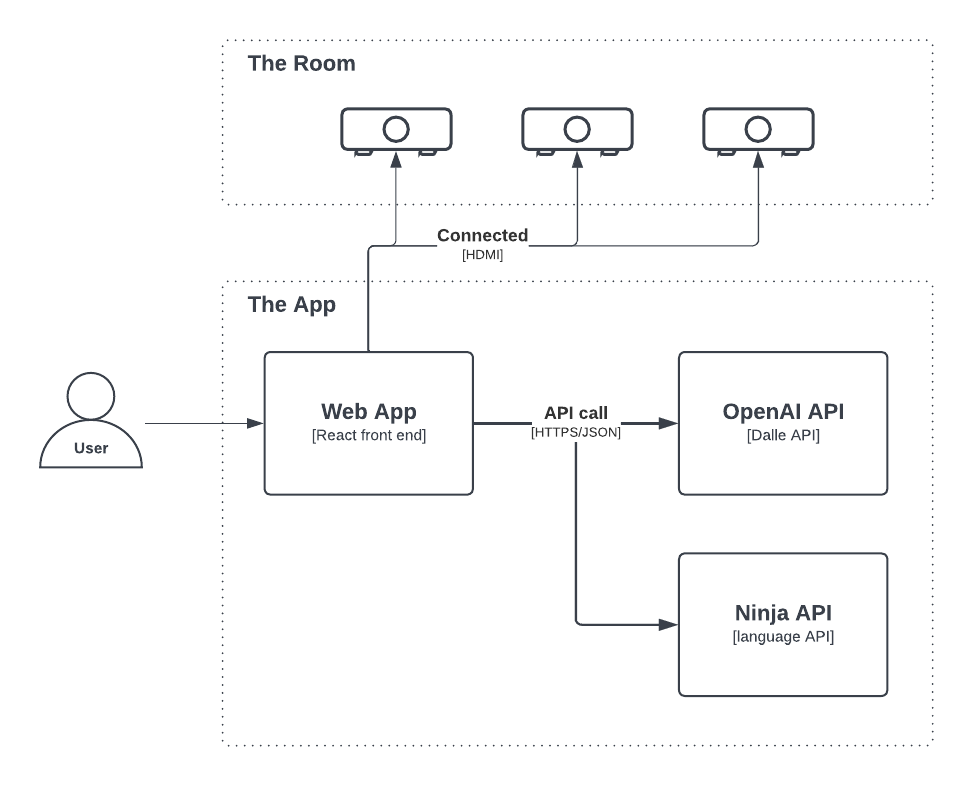 The Room
Connected
[HDMI]
The App
User
Web App
[React front end]
API call
[HTTPS/JSON]
OpenAI API
[Dalle API]
Ninja API
[language API]